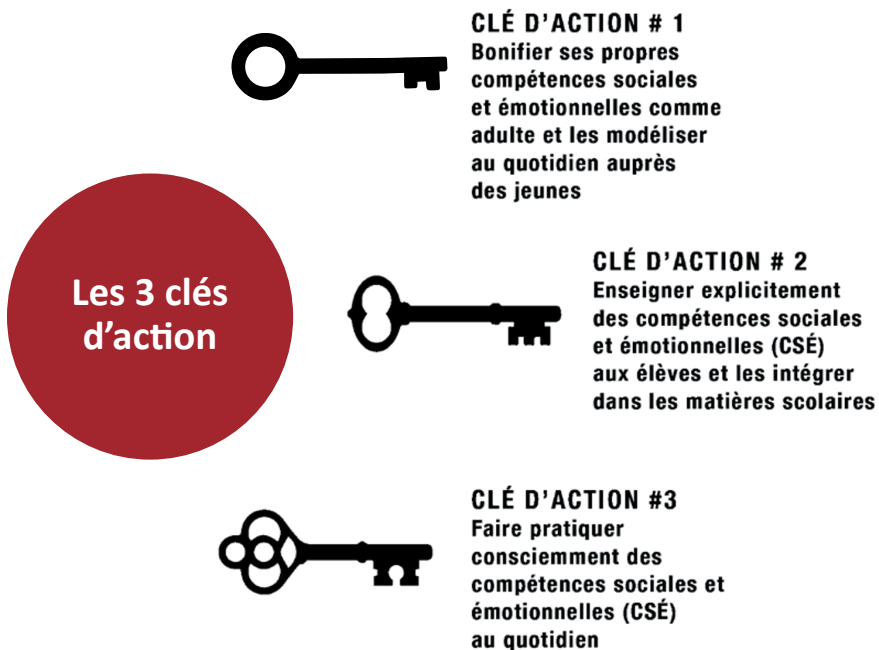 CLÉ D'ACTION # 1
Bonifier ses propres
compétences sociales
et émotionnelles comme
adulte et les modéliser
au quotidien auprès
des jeunes
Les 3 clés
d'action
CLÉ D'ACTION # 2
Enseigner explicitement
des compétences sociales
et émotionnelles (CSÉ)
aux élèves et les intégrer
dans les matières scolaires
CLÉ D'ACTION #3
Faire pratiquer
consciemment des
compétences sociales et
émotionnelles (CSÉ)
au quotidien